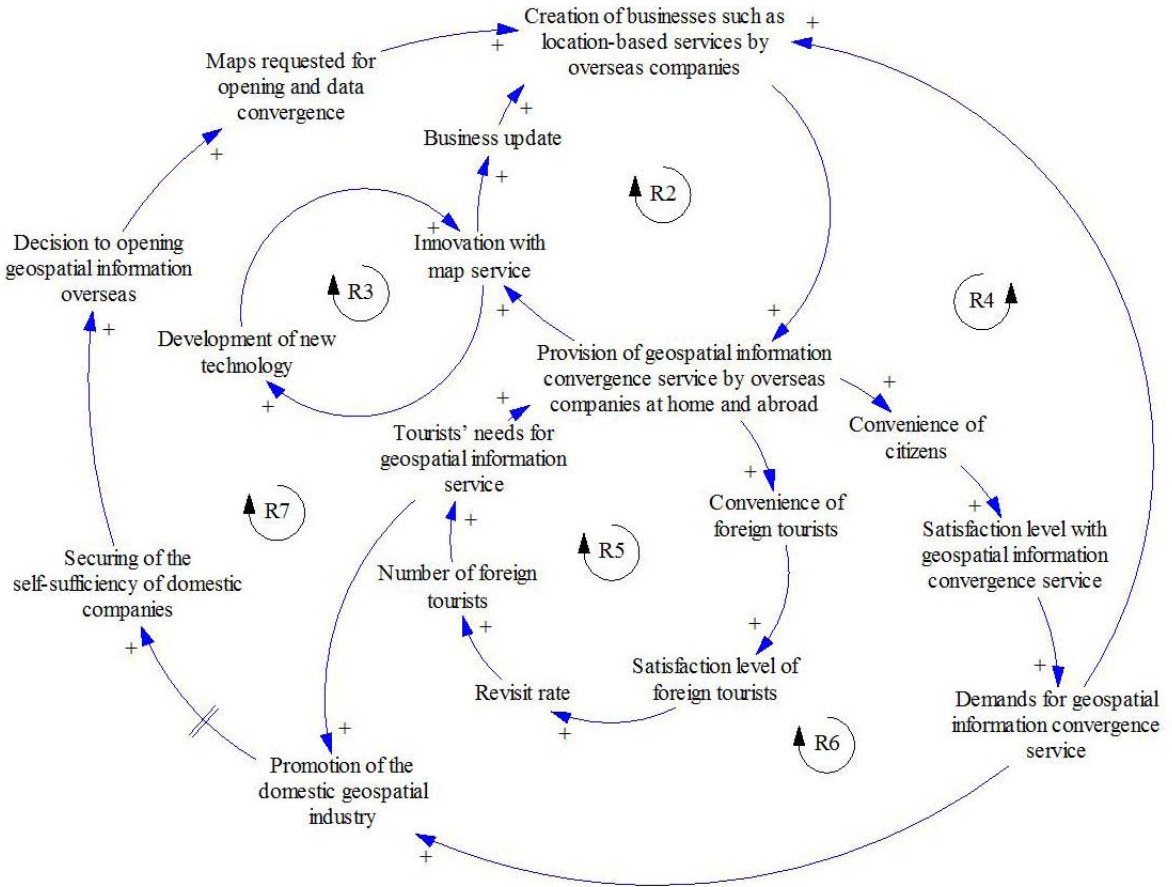 Creation of businesses such as
location-based services by
overseas companies
+
+
Maps requested for
opening and data
convergence
+
+
Business update
+
R2
+
Innovation with
map service
Decision to opening
geospatial information
overseas
R3
R4
+
+
+
Development of new
technology
Provision of geospatial information
convergence service by overseas
companies at home and abroad
+
+
+
Convenience of
citizens
Tourists' needs for
geospatial information
service
+
+
Convenience of
foreign tourists
R7
+
R5
Satisfaction level with
geospatial information
convergence service
Securing of the
self-sufficiency of domestic
companies
Number of foreign
tourists
+
+
+
+
Satisfaction level of
foreign tourists
Revisit rate
+
Demands for geospatial
information convergence
service
+
R6
Promotion of the
domestic geospatial
industry
+